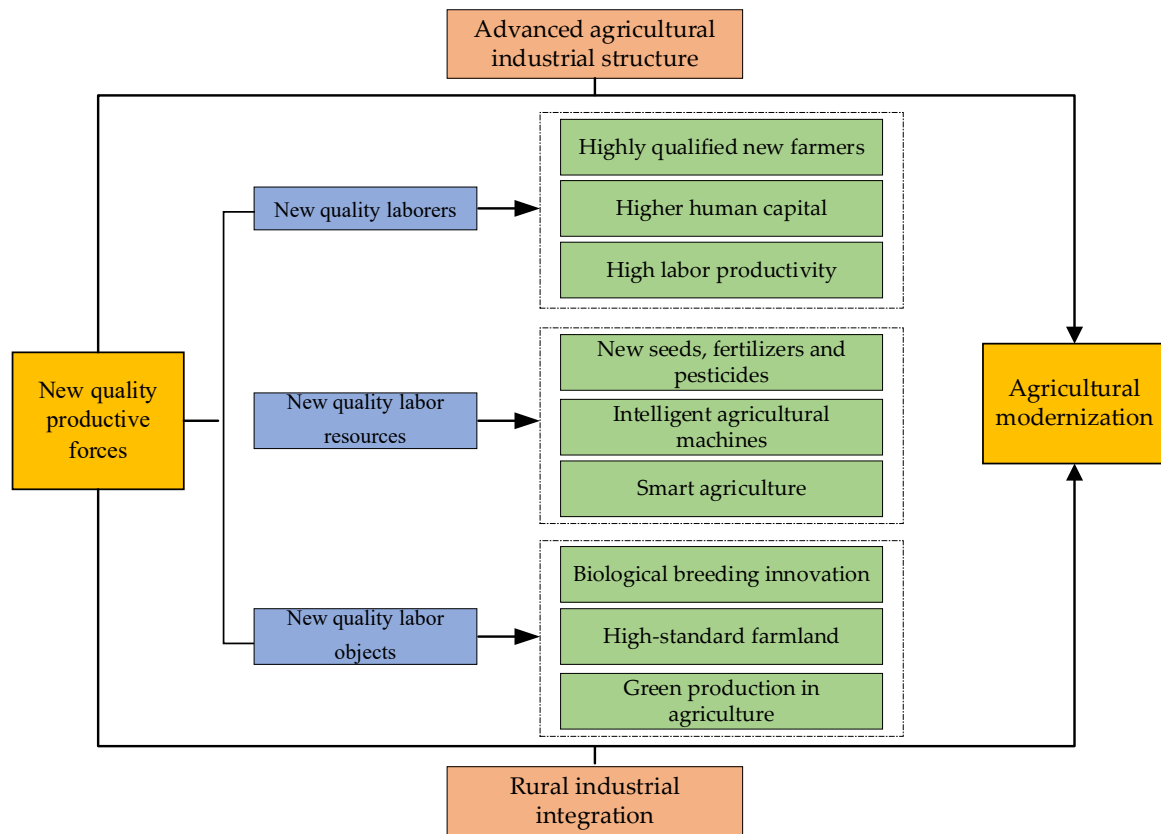 Advanced agricultural
industrial structure
Highly qualified new farmers
New quality laborers
Higher human capital
High labor productivity
New quality
productive
forces
New seeds, fertilizers and
pesticides
New quality labor
resources
Intelligent agricultural
machines
Smart agriculture
Agricultural
modernization
Biological breeding innovation
New quality labor
objects
High-standard farmland
Green production in
agriculture
Rural industrial
integration